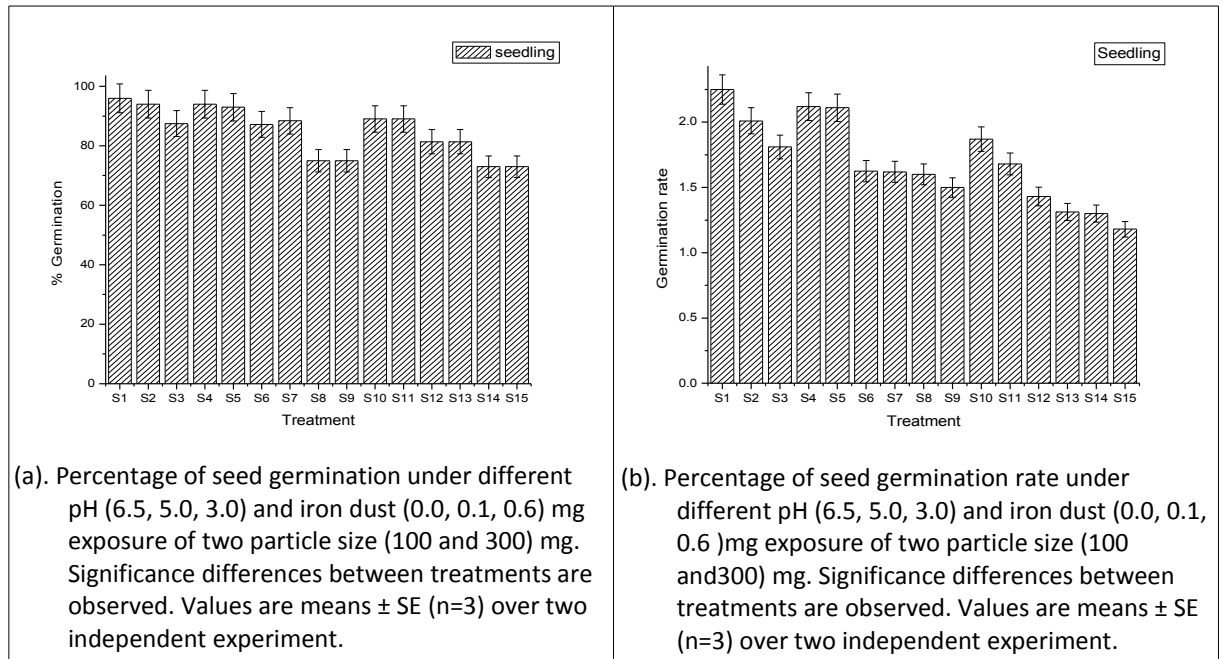 seedling
100
80
60
40
20
0
% Germination
S1 S2 S3 S4 S5 S6 S7 S8 S9 S10 S11 S12 S13 S14 S15
Treatment
(a). Percentage of seed germination under different
pH (6.5, 5.0, 3.0) and iron dust (0.0, 0.1, 0.6) mg
exposure of two particle size (100 and 300) mg.
Significance differences between treatments are
observed. Values are means ± SE (n=3) over two
independent experiment.
Seedling
2.0
1.5
1.0
0.5
0.0
Germination rate
S1 S2 S3 S4 S5 S6 S7 S8 S9 S10 S11 S12 S13 S14 S15
Treatment
(b). Percentage of seed germination rate under
different pH (6.5, 5.0, 3.0) and iron dust (0.0, 0.1,
0.6 )mg exposure of two particle size (100
and300) mg. Significance differences between
treatments are observed. Values are means ± SE
(n=3) over two independent experiment.